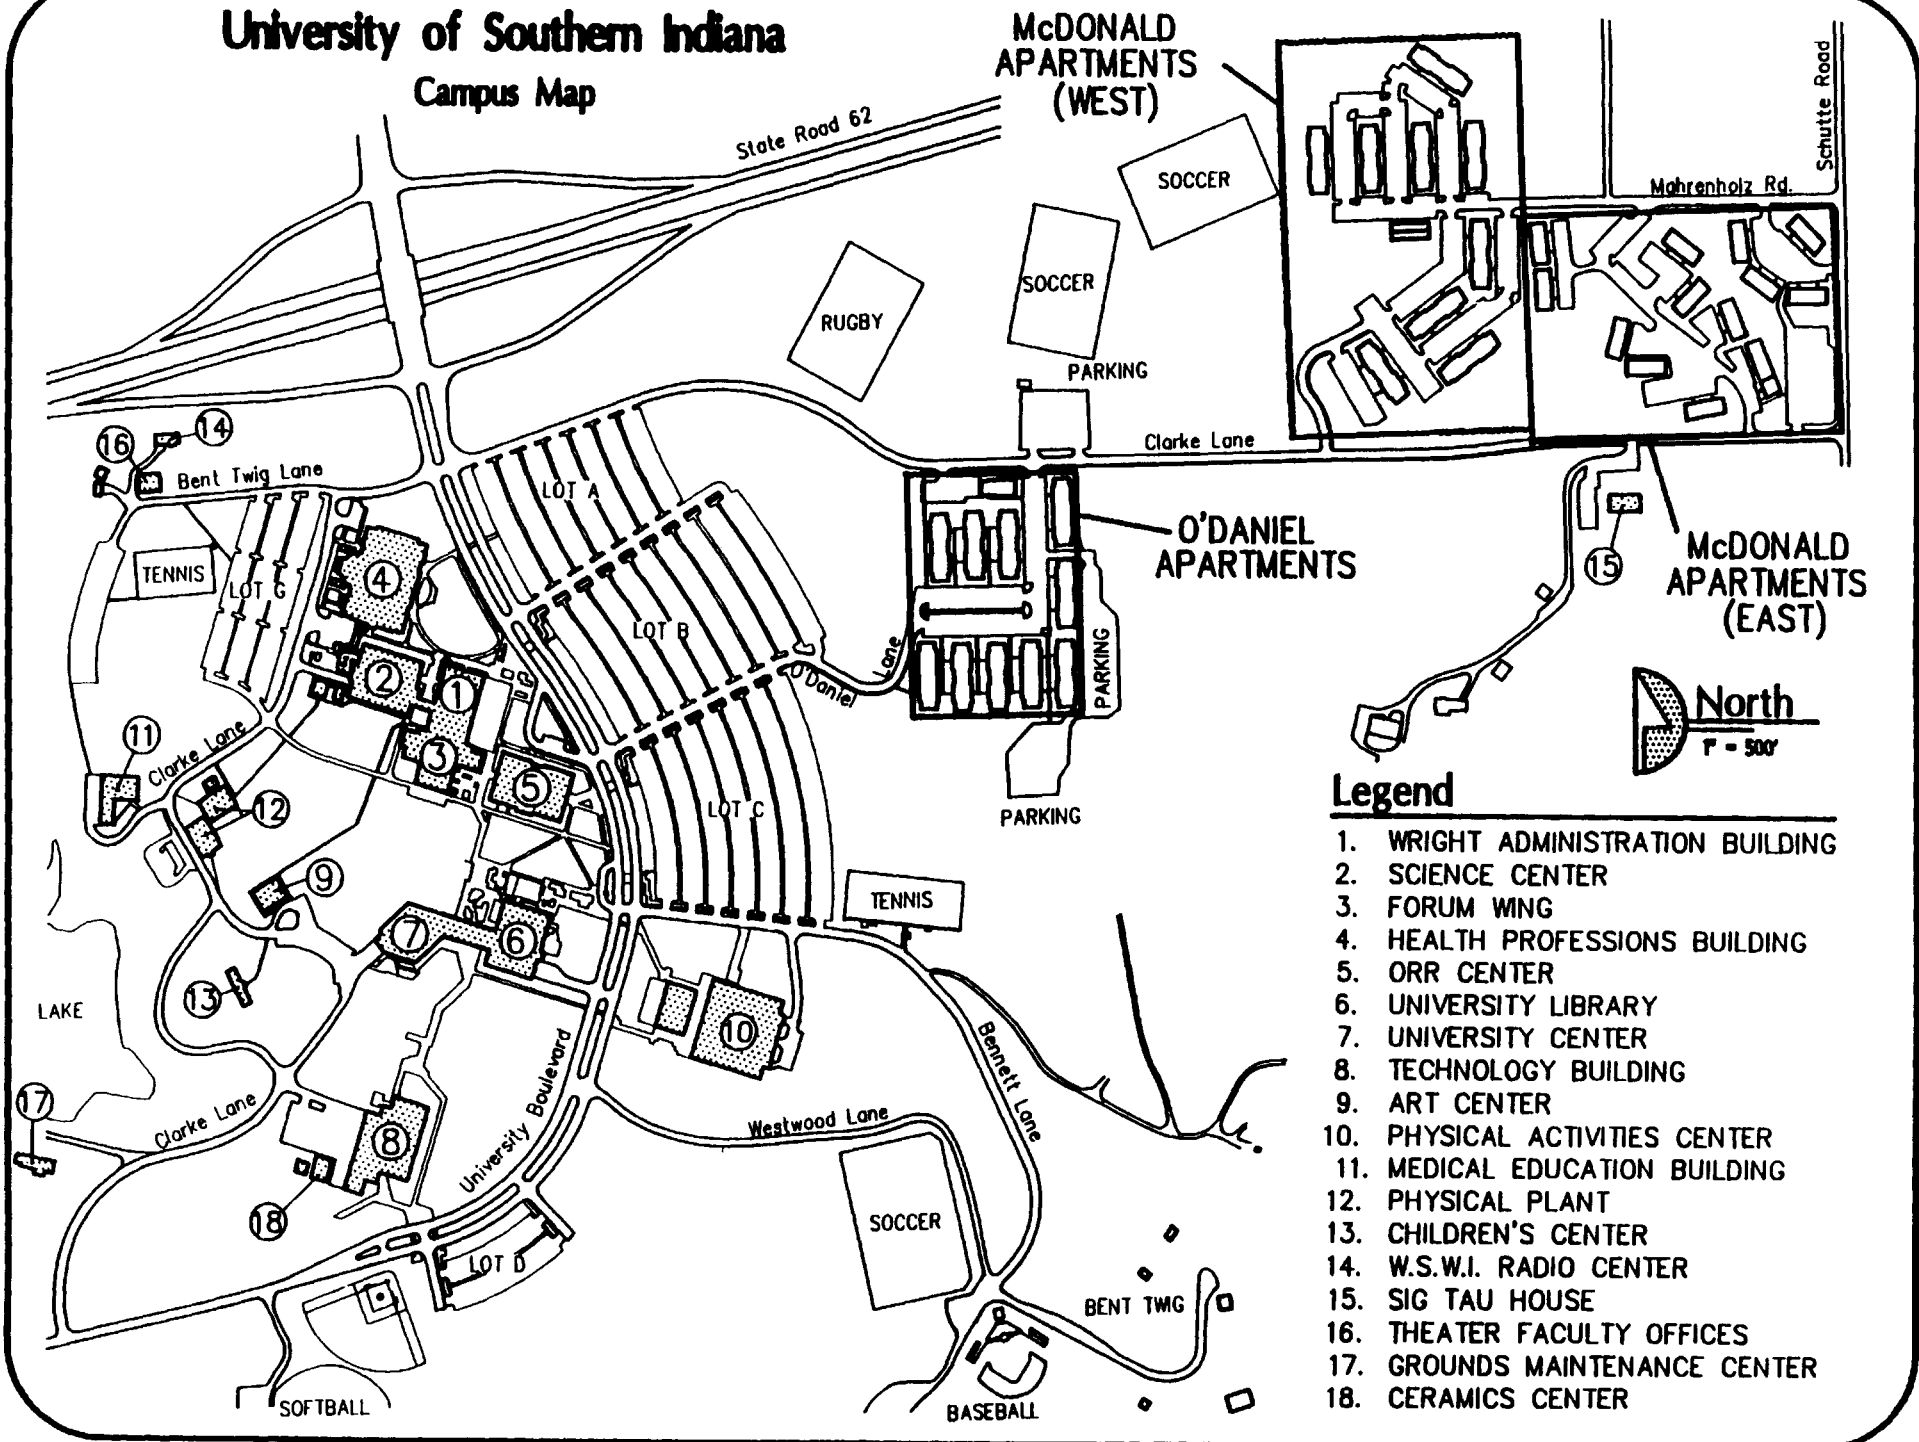 University of Southern Indiana
Campus Map
McDONALD
APARTMENTS
(WEST)
State Road 62
Schutte Road
SOCCER
Mahrenholz Rd.
SOCCER
RUGBY
PARKING
14
16
Clarke Lane
Bent Twig Lane
LOT A
O'DANIEL
APARTMENTS
McDONALD
APARTMENTS
(EAST)
15
TENNIS
LOT G
4
LOT B
Lane
O'Daniel
PARKING
2
1
North
1" = 500'
11
Clarke Lane
3
5
12
LOT C
PARKING
9
TENNIS
7
6
13
LAKE
10
Bennett Lane
University Boulevard
17
Clarke Lane
8
Westwood Lane
18
SOCCER
LOT D
BENT TWIG
SOFTBALL
BASEBALL
Legend
1. WRIGHT ADMINISTRATION BUILDING
2. SCIENCE CENTER
3. FORUM WING
4. HEALTH PROFESSIONS BUILDING
5. ORR CENTER
6. UNIVERSITY LIBRARY
7. UNIVERSITY CENTER
8. TECHNOLOGY BUILDING
9. ART CENTER
10. PHYSICAL ACTIVITIES CENTER
11. MEDICAL EDUCATION BUILDING
12. PHYSICAL PLANT
13. CHILDREN'S CENTER
14. W.S.W.I. RADIO CENTER
15. SIG TAU HOUSE
16. THEATER FACULTY OFFICES
17. GROUNDS MAINTENANCE CENTER
18. CERAMICS CENTER